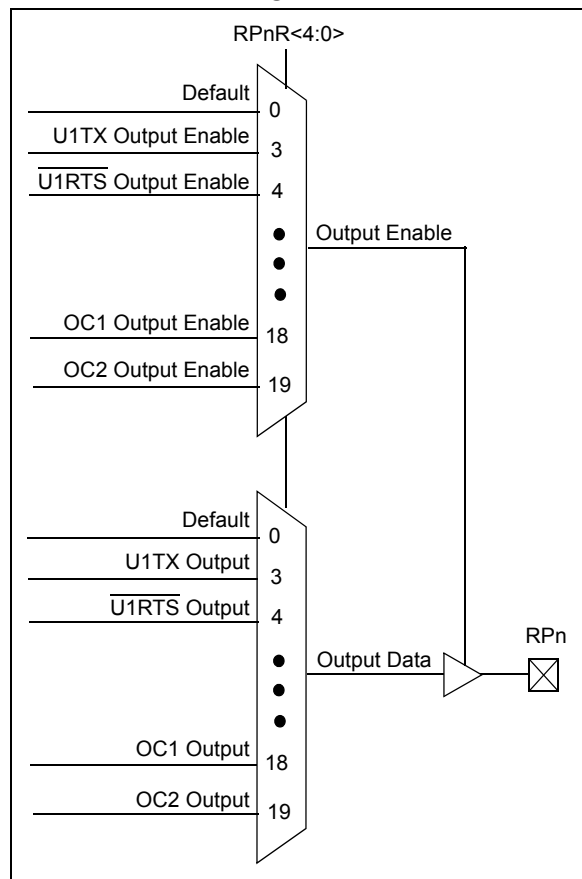 RPnR<4:0>
Default
0
U1TX Output Enable
3
U1RTS Output Enable
4
Output Enable
OC1 Output Enable
18
OC2 Output Enable
19
Default
0
U1TX Output
3
U1RTS Output
4
RPn
Output Data
OC1 Output
18
OC2 Output
19